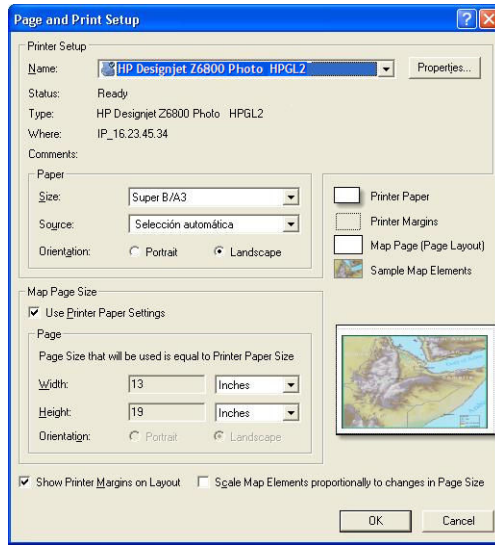 Page and Print Setup
Printer Setup
Name: HP Designjet Z6800 Photo HPGL2 Properties...
Status: Ready
Type: HP Designjet Z6800 Photo HPGL2
Where: IP_16.23.45.34
Comments:
Paper
Size: Super B/A3
Source: Selección automática
Orientation: Portrait Landscape
Printer Paper
Printer Margins
Map Page (Page Layout)
Sample Map Elements
Map Page Size
Use Printer Paper Settings
Page
Page Size that will be used is equal to Printer Paper Size
Width: 13 Inches
Height: 19 Inches
Orientation: Portrait Landscape
Show Printer Margins on Layout Scale Map Elements proportionally to changes in Page Size
OK Cancel